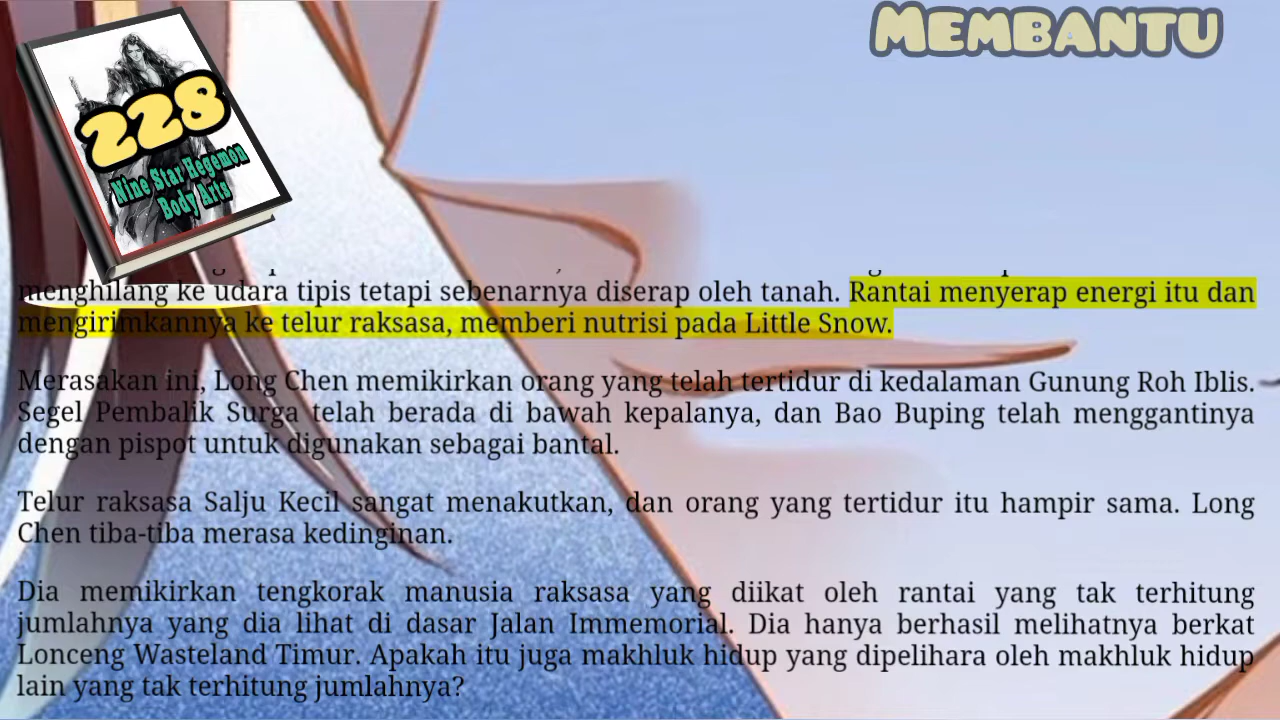 MEMBANTU
228
Nine Star Hegemon
Body Arts
menghilang ke udara tipis tetapi sebenarnya diserap oleh tanah. Rantai menyerap energi itu dan
mengirimkannya ke telur raksasa, memberi nutrisi pada Little Snow.
Merasakan ini, Long Chen memikirkan orang yang telah tertidur di kedalaman Gunung Roh Iblis.
Segel Pembalik Surga telah berada di bawah kepalanya, dan Bao Buping telah menggantinya
dengan pispot untuk digunakan sebagai bantal.
Telur raksasa Salju Kecil sangat menakutkan, dan orang yang tertidur itu hampir sama. Long
Chen tiba-tiba merasa kedinginan.
Dia memikirkan tengkorak manusia raksasa yang diikat oleh rantai yang tak terhitung
jumlahnya yang dia lihat di dasar Jalan Immemorial. Dia hanya berhasil melihatnya berkat
Lonceng Wasteland Timur. Apakah itu juga makhluk hidup yang dipelihara oleh makhluk hidup
lain yang tak terhitung jumlahnya?